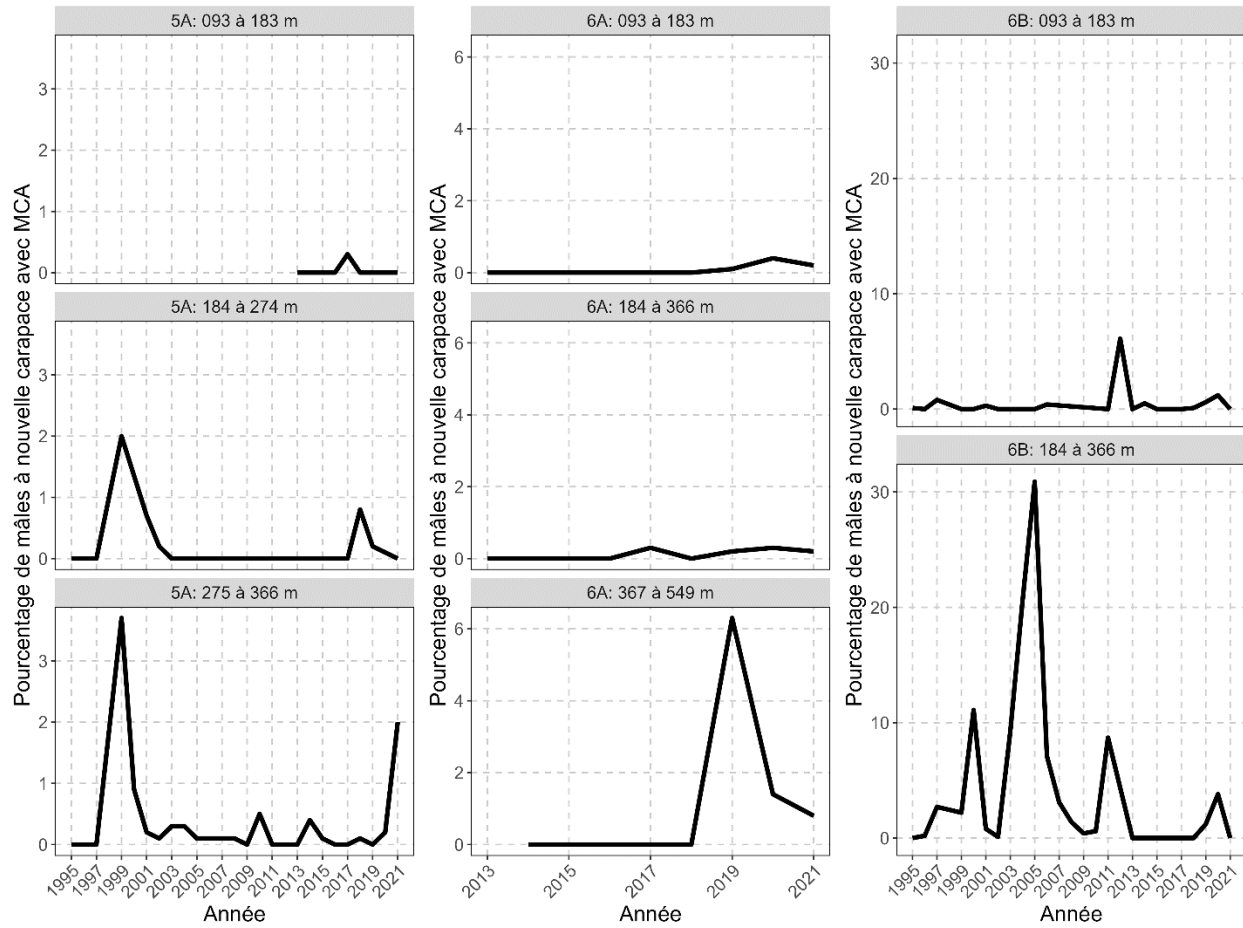 5A: 093 à 183 m
3
2
1
0
5A: 184 à 274 m
3
2
1
0
5A: 275 à 366 m
3
2
1
0
1995 1997 1999 2001 2003 2005 2007 2009 2011 2013 2015 2017 2019 2021
Année
Pourcentage de mâles à nouvelle carapace avec MCA
6A: 093 à 183 m
6
4
2
0
6A: 184 à 366 m
6
4
2
0
6A: 367 à 549 m
6
4
2
0
2013 2015 2017 2019 2021
Année
Pourcentage de mâles à nouvelle carapace avec MCA
6B: 093 à 183 m
30
20
10
0
6B: 184 à 366 m
30
20
10
0
1995 1997 1999 2001 2003 2005 2007 2009 2011 2013 2015 2017 2019 2021
Année
Pourcentage de mâles à nouvelle carapace avec MCA